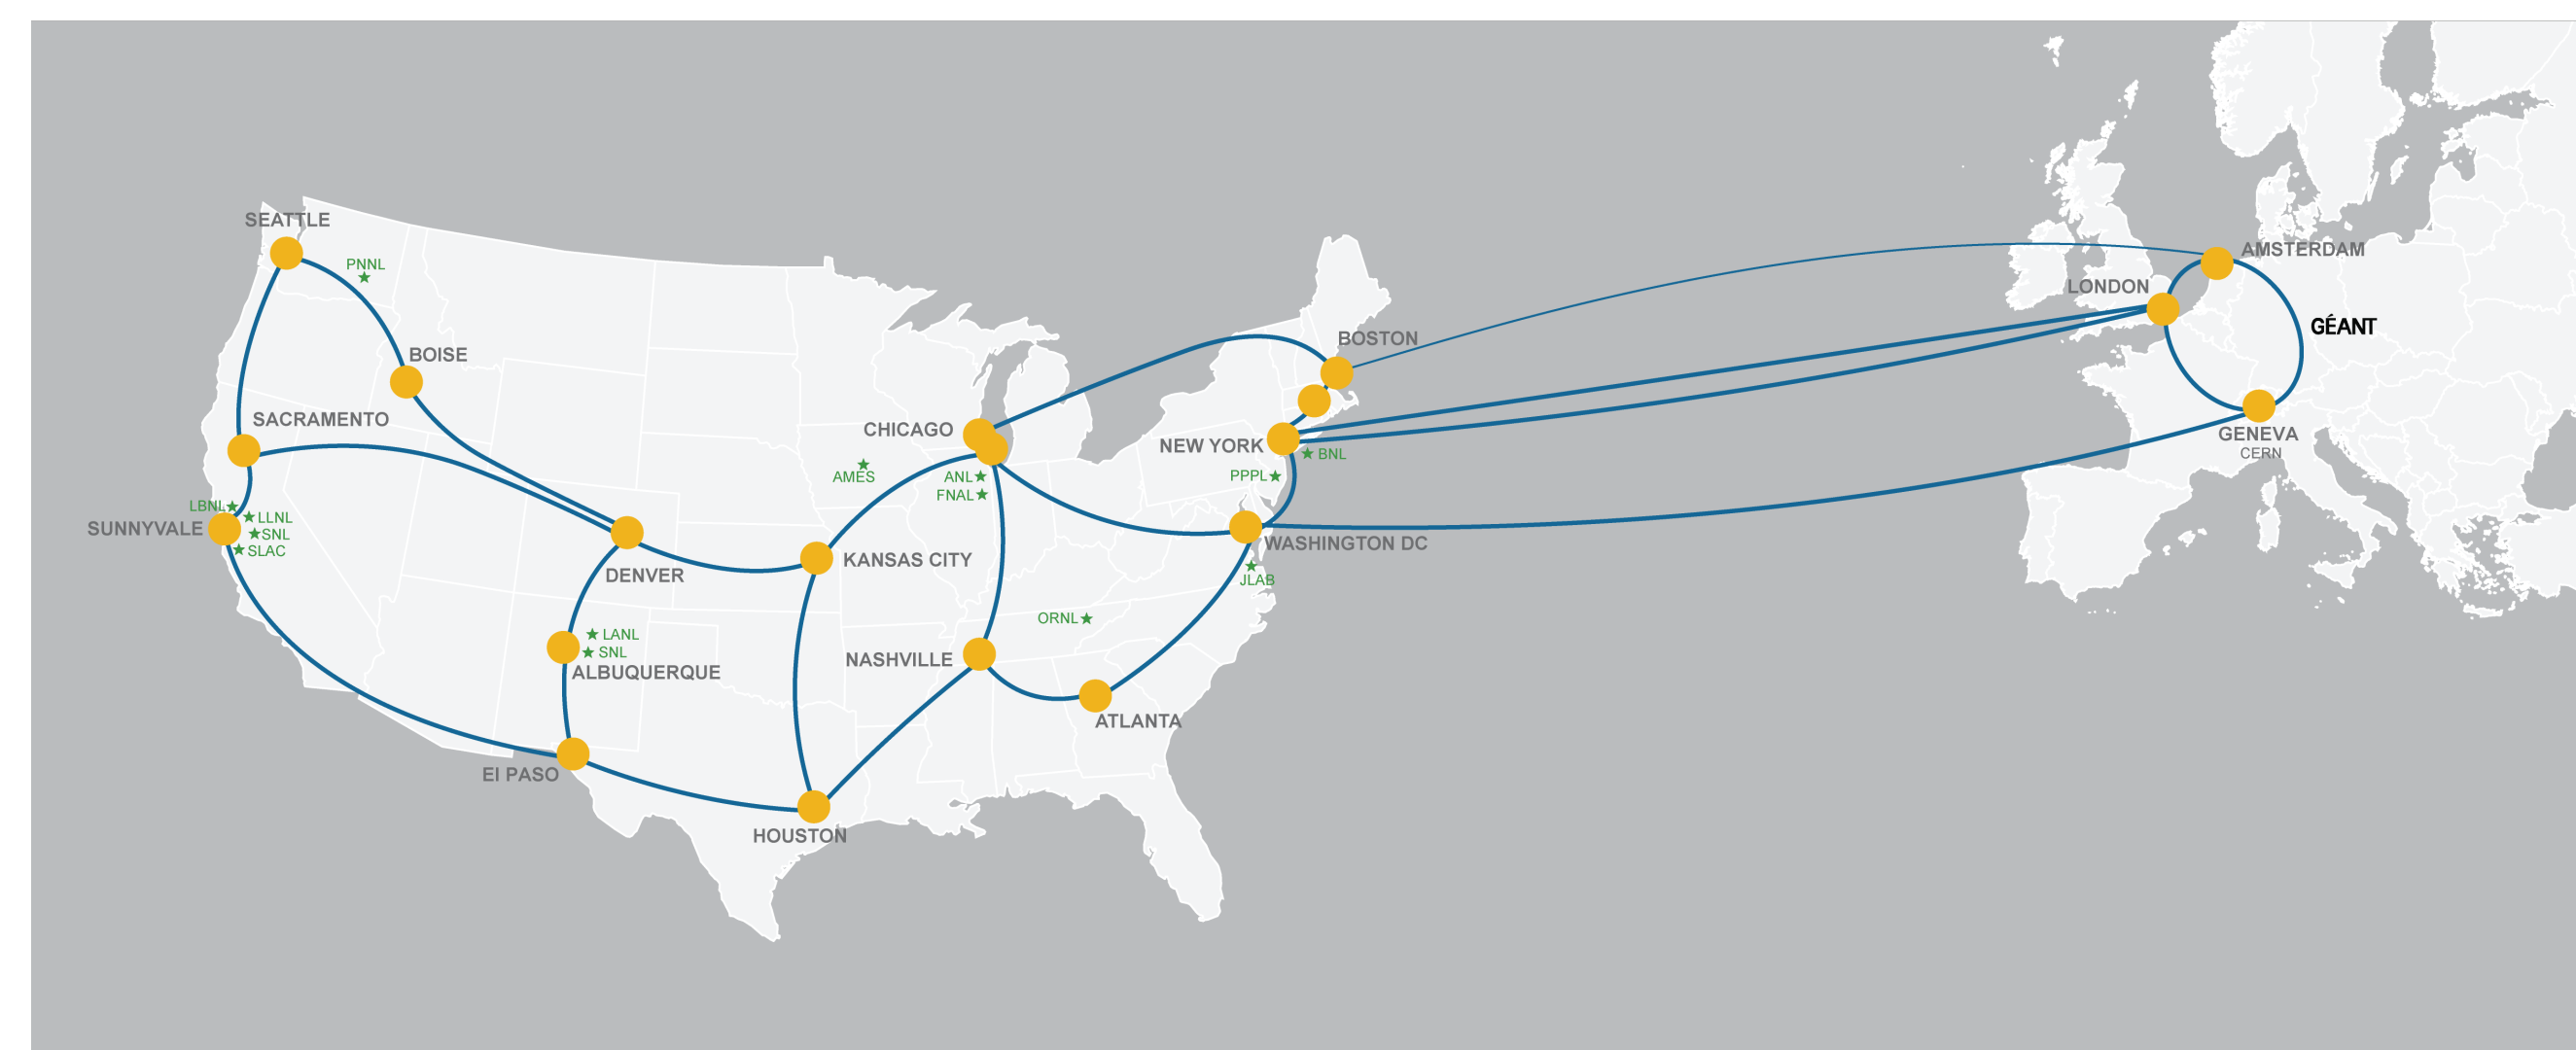 SEATTLE
PNNL
AMSTERDAM
LONDON
GÉANT
BOSTON
BOISE
SACRAMENTO
CHICAGO
NEW YORK
BNL
GENEVA
CERN
AMES
ANL
FNAL
PPPL
LBNL
LLNL
SUNNYVALE
SNL
SLAC
WASHINGTON DC
KANSAS CITY
DENVER
JLAB
ORNL
LANL
SNL
ALBUQUERQUE
NASHVILLE
ATLANTA
El PASO
HOUSTON